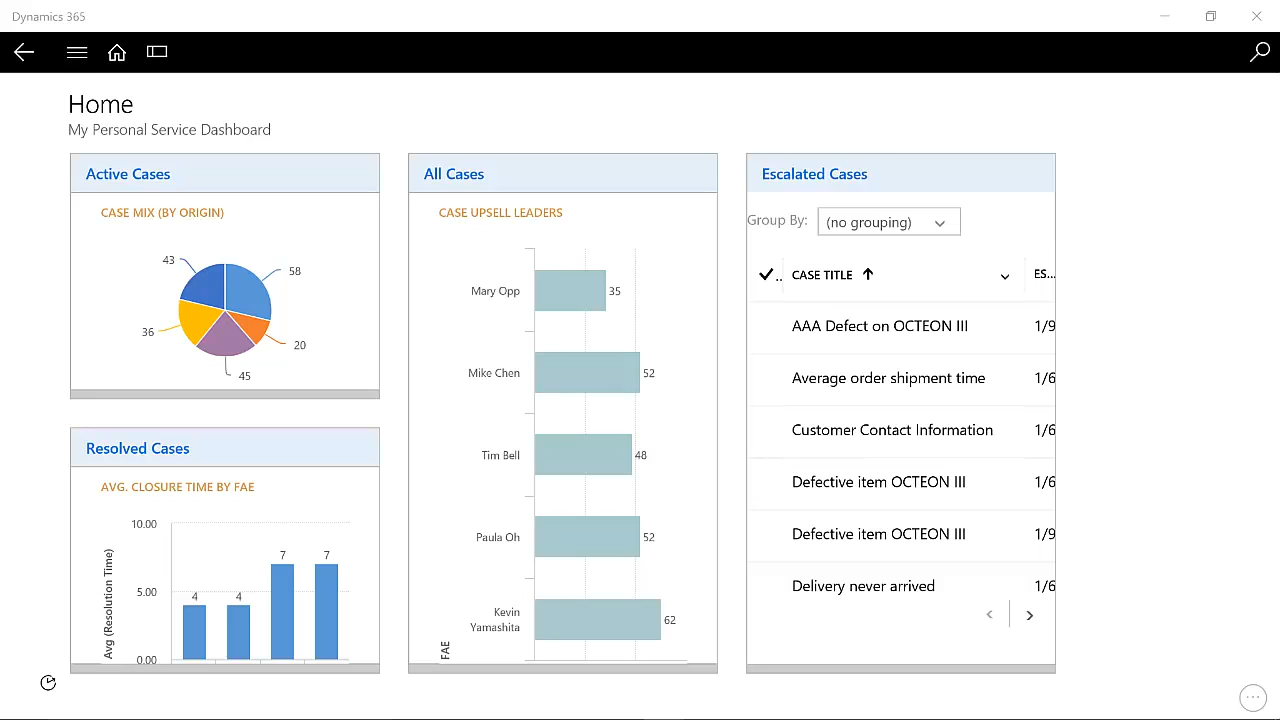 Dynamics 365
Home
My Personal Service Dashboard
Active Cases
CASE MIX (BY ORIGIN)
43
58
36
20
45
Resolved Cases
AVG. CLOSURE TIME BY FAE
Avg (Resolution Time)
10.00
5.00
0.00
4
4
7
7
All Cases
CASE UPSELL LEADERS
Mary Opp 35
Mike Chen 52
Tim Bell 48
Paula Oh 52
Kevin
Yamashita 62
FAE
Escalated Cases
Group By: (no grouping)
.. CASE TITLE ES...
AAA Defect on OCTEON III 1/9
Average order shipment time 1/6
Customer Contact Information 1/6
Defective item OCTEON III 1/6
Defective item OCTEON III 1/9
Delivery never arrived 1/6